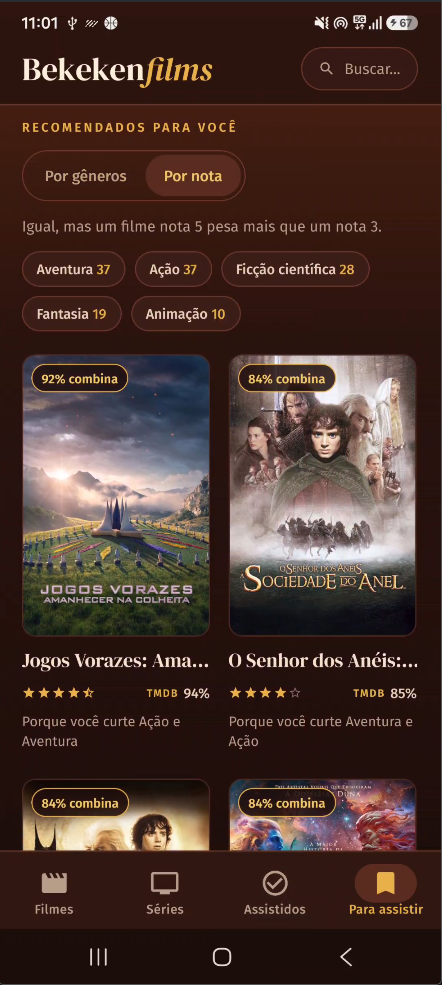 11:01
5G
67
Bekekenfilms
Buscar...
RECOMENDADOS PARA VOCÊ
Por gêneros
Por nota
Igual, mas um filme nota 5 pesa mais que um nota 3.
Aventura 37
Ação 37
Ficção científica 28
Fantasia 19
Animação 10
92% combina
84% combina
JOGOS VORAZES
AMANHECER NA COLHEITA
O SENHOR DOS ANÉIS
A SOCIEDADE DO ANEL
Jogos Vorazes: Ama...
O Senhor dos Anéis:...
TMDB 94%
TMDB 85%
Porque você curte Ação e
Aventura
Porque você curte Aventura e
Ação
84% combina
84% combina
DUNA
A MAIOR
Filmes
Séries
Assistidos
Para assistir